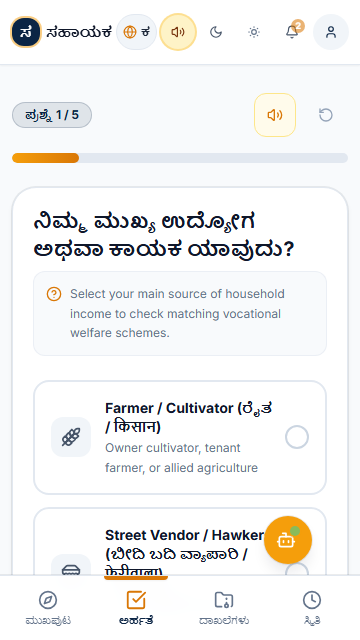 ಸ ಸಹಾಯಕ ಕ 2
ಪ್ರಶ್ನೆ 1 / 5
ನಿಮ್ಮ ಮುಖ್ಯ ಉದ್ಯೋಗ
ಅಥವಾ ಕಾಯಕ ಯಾವುದು?
Select your main source of household
income to check matching vocational
welfare schemes.
Farmer / Cultivator (ರೈತ
/ किसान)
Owner cultivator, tenant
farmer, or allied agriculture
Street Vendor / Hawker
(ಬೀದಿ ಬದಿ ವ್ಯಾಪಾರಿ /
फेरीवाला)
ಮುಖಪುಟ ಅರ್ಹತೆ ದಾಖಲೆಗಳು ಸ್ಥಿತಿ